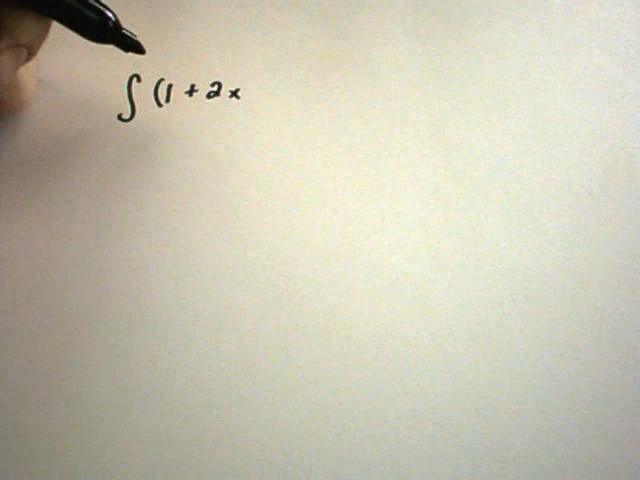 ∫ (1 + 2x